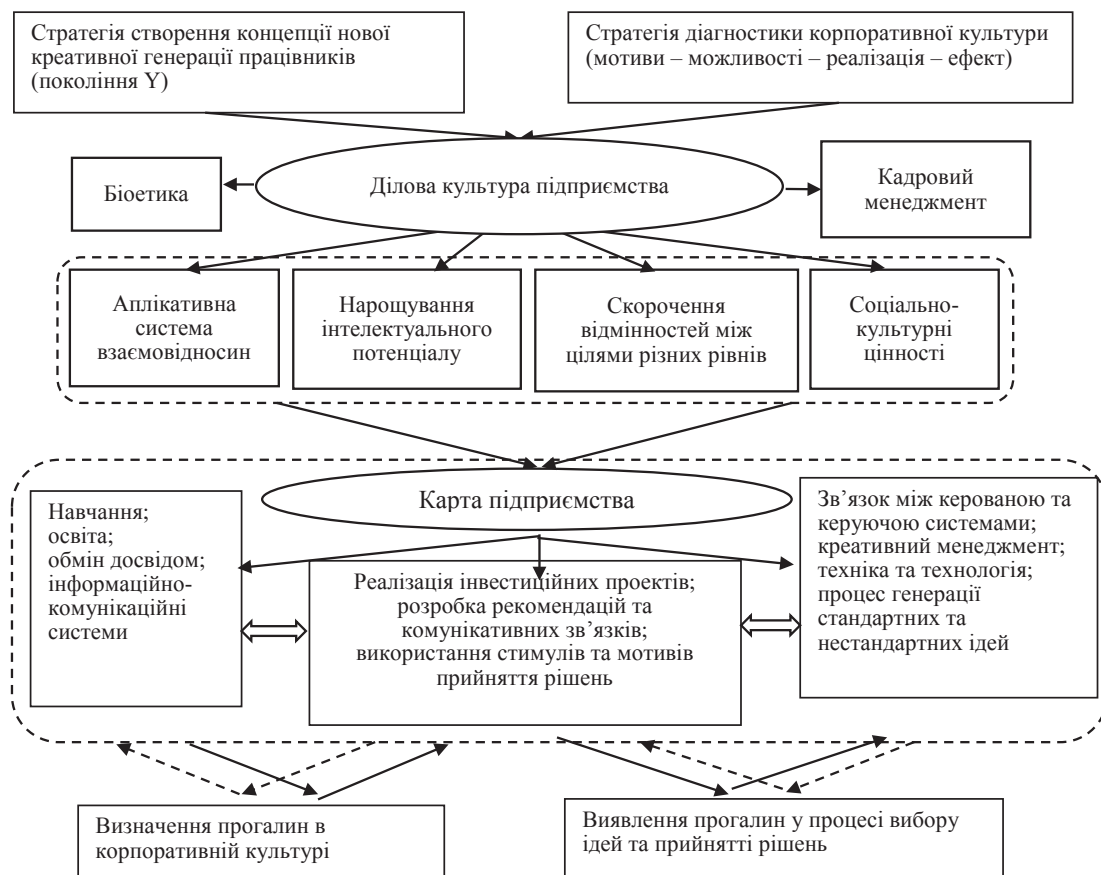 Стратегія створення концепції нової
креативної генерації працівників
(покоління Y)
Стратегія діагностики корпоративної культури
(мотиви – можливості – реалізація – ефект)
Біоетика
Ділова культура підприємства
Кадровий
менеджмент
Аплікативна
система
взаємовідносин
Нарощування
інтелектуального
потенціалу
Скорочення
відмінностей між
цілями різних рівнів
Соціально-
культурні
цінності
Карта підприємства
Навчання;
освіта;
обмін досвідом;
інформаційно-
комунікаційні
системи
Реалізація інвестиційних проектів;
розробка рекомендацій та
комунікативних зв’язків;
використання стимулів та мотивів
прийняття рішень
Зв’язок між керованою та
керуючою системами;
креативний менеджмент;
техніка та технологія;
процес генерації
стандартних та
нестандартних ідей
Визначення прогалин в
корпоративній культурі
Виявлення прогалин у процесі вибору
ідей та прийнятті рішень